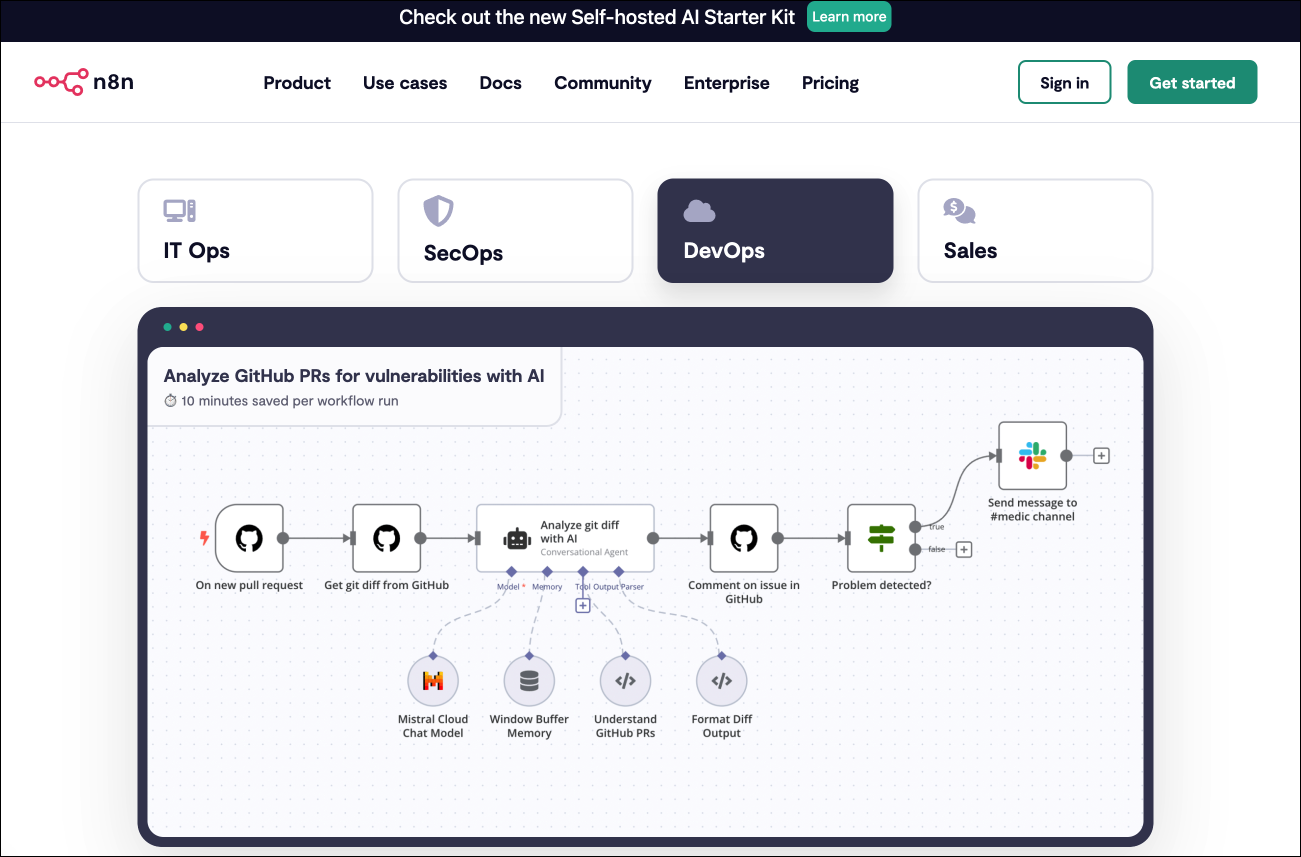 Check out the new Self-hosted AI Starter Kit Learn more
n8n Product Use cases Docs Community Enterprise Pricing Sign in Get started
IT Ops
SecOps
DevOps
Sales
Analyze GitHub PRs for vulnerabilities with AI
10 minutes saved per workflow run
On new pull request
Get git diff from GitHub
Analyze git diff
with AI
Conversational Agent
Model *
Memory
Tool
Output Parser
Comment on issue in
GitHub
Problem detected?
true
false
Send message to
#medic channel
Mistral Cloud
Chat Model
Window Buffer
Memory
Understand
GitHub PRs
Format Diff
Output